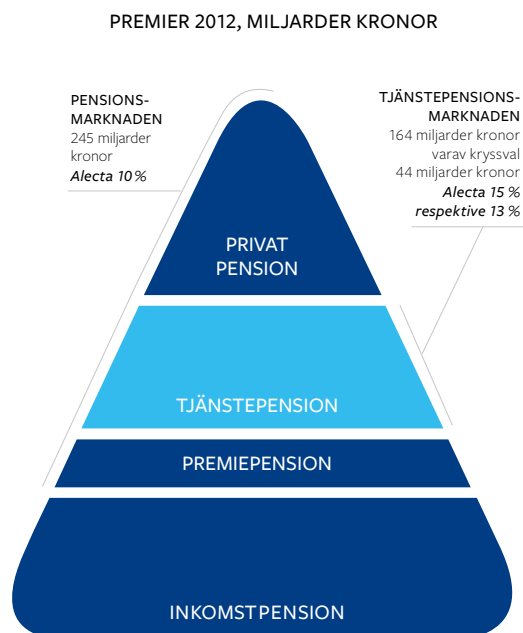 PREMIER 2012, MILJARDER KRONOR
PENSIONS-
MARKNADEN
245 miljarder
kronor
Alecta 10 %
TJÄNSTEPENSIONS-
MARKNADEN
164 miljarder kronor
varav kryssval
44 miljarder kronor
Alecta 15 %
respektive 13 %
PRIVAT
PENSION
TJÄNSTEPENSION
PREMIEPENSION
INKOMSTPENSION